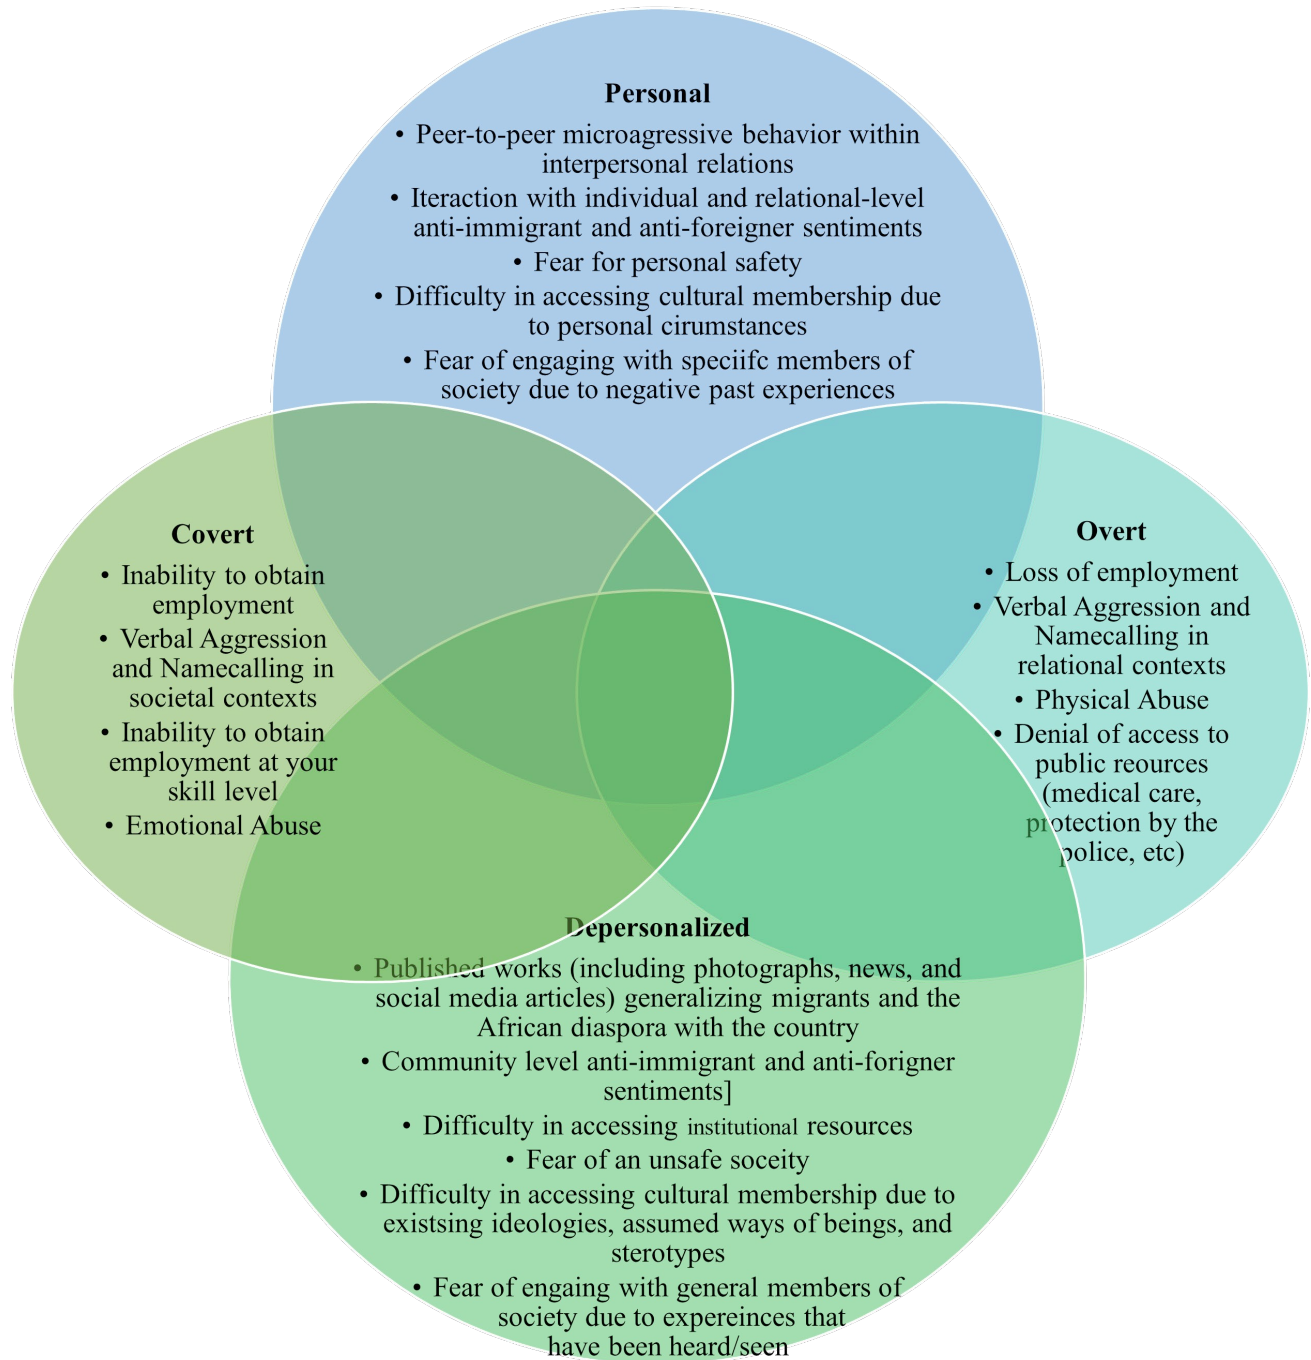 Personal
• Peer-to-peer microagressive behavior within
interpersonal relations
• Iteraction with individual and relational-level
anti-immigrant and anti-foreigner sentiments
• Fear for personal safety
• Difficulty in accessing cultural membership due
to personal cirumstances
• Fear of engaging with speciifc members of
society due to negative past experiences
Covert
• Inability to obtain
employment
• Verbal Aggression
and Namecalling in
societal contexts
• Inability to obtain
employment at your
skill level
• Emotional Abuse
Overt
• Loss of employment
• Verbal Aggression and
Namecalling in
relational contexts
• Physical Abuse
• Denial of access to
public reources
(medical care,
protection by the
police, etc)
Depersonalized
• Published works (including photographs, news, and
social media articles) generalizing migrants and the
African diaspora with the country
• Community level anti-immigrant and anti-forigner
sentiments]
• Difficulty in accessing institutional resources
• Fear of an unsafe soceity
• Difficulty in accessing cultural membership due to
existsing ideologies, assumed ways of beings, and
sterotypes
• Fear of engaing with general members of
society due to expereinces that
have been heard/seen